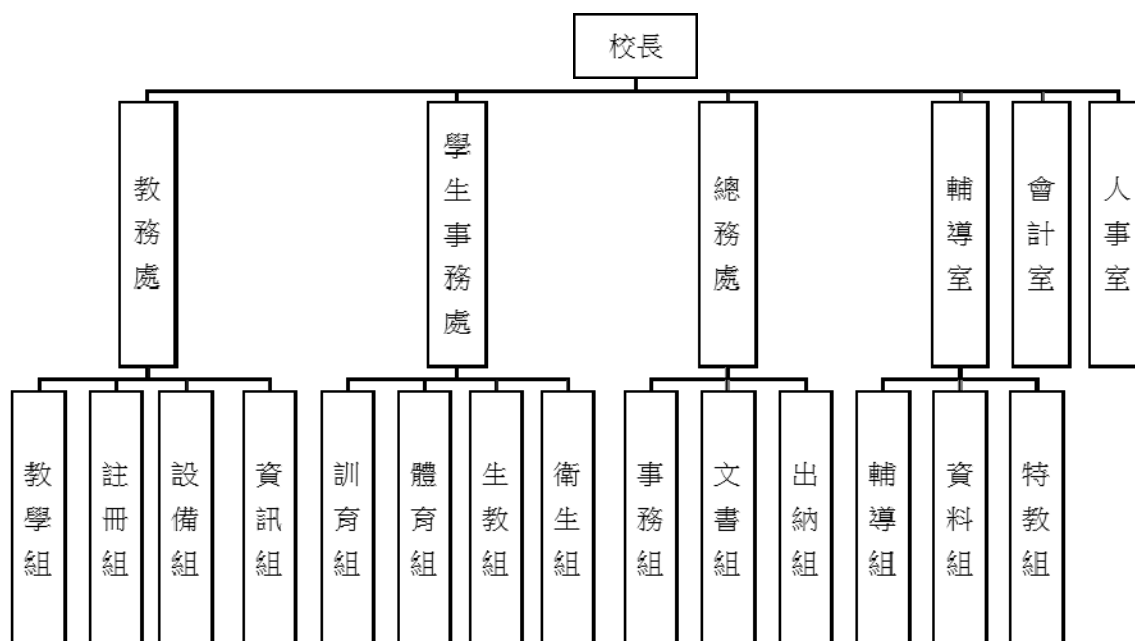 校長
教務處
學生事務處
總務處
輔導室
會計室
人事室
教學組
註冊組
設備組
資訊組
訓育組
體育組
生教組
衛生組
事務組
文書組
出納組
輔導組
資料組
特教組